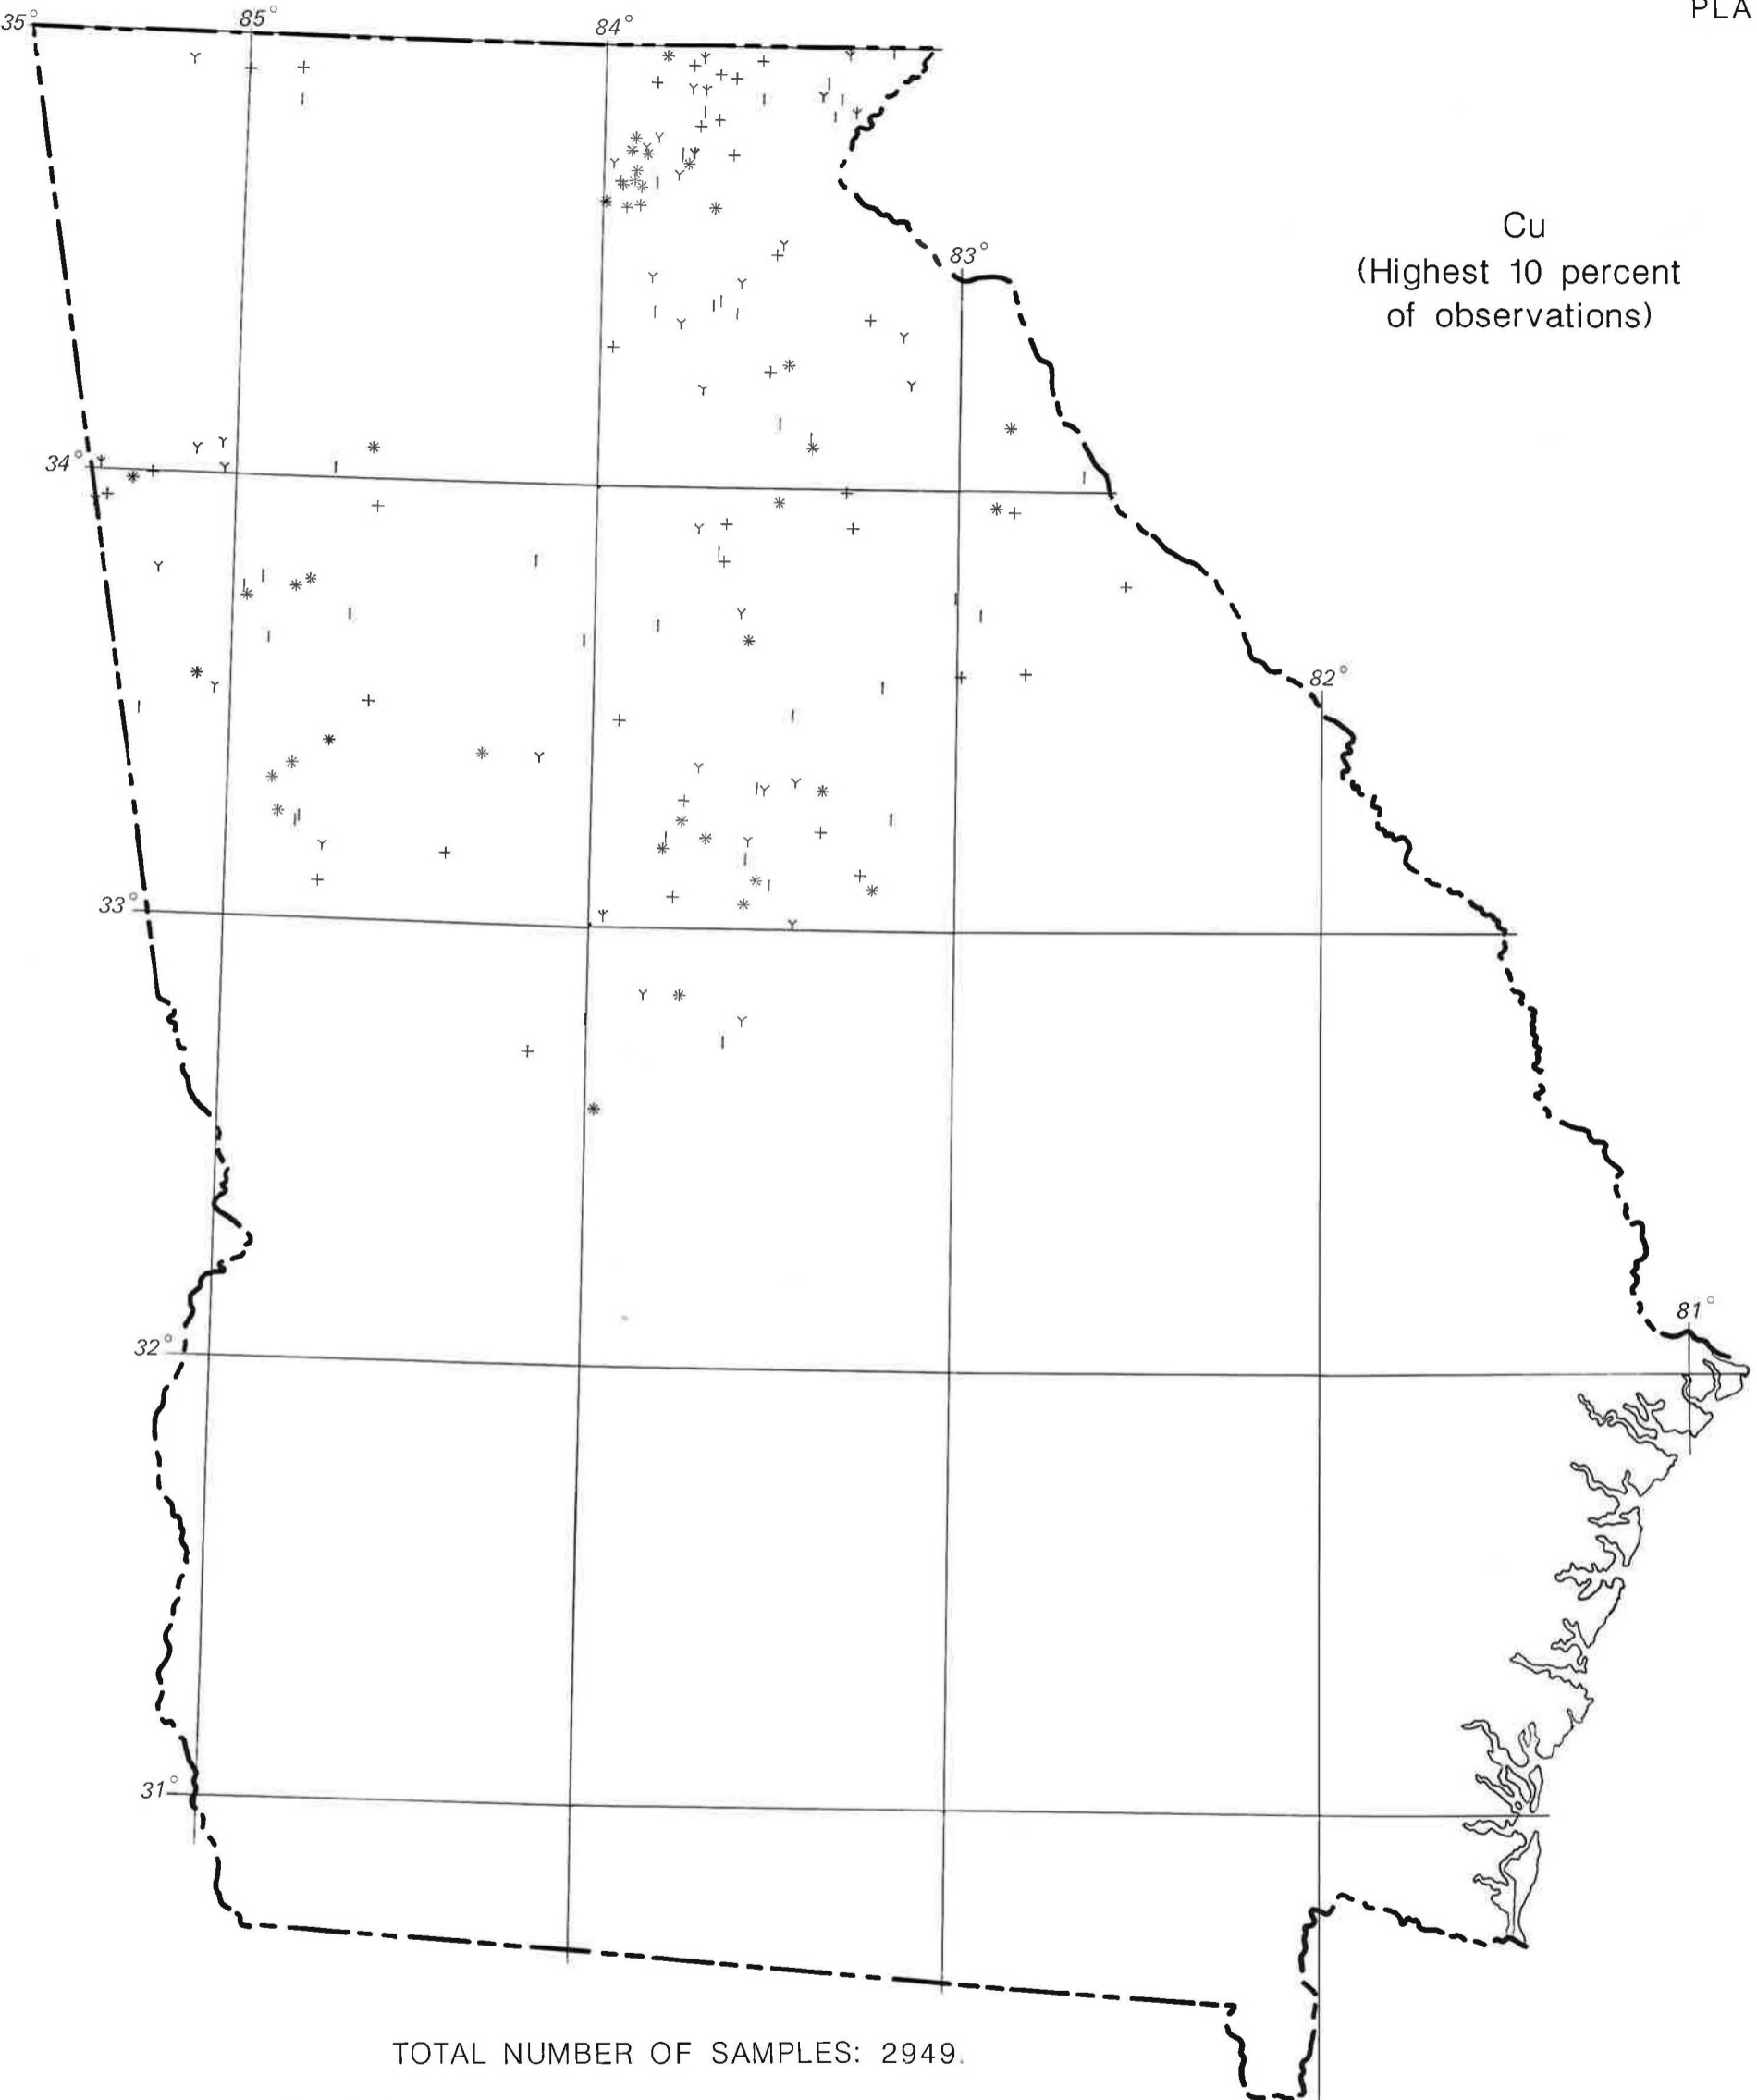 PLA
35°
85°
84°
Cu
(Highest 10 percent
of observations)
83°
34°
82°
33°
81°
32°
31°
TOTAL NUMBER OF SAMPLES: 2949.